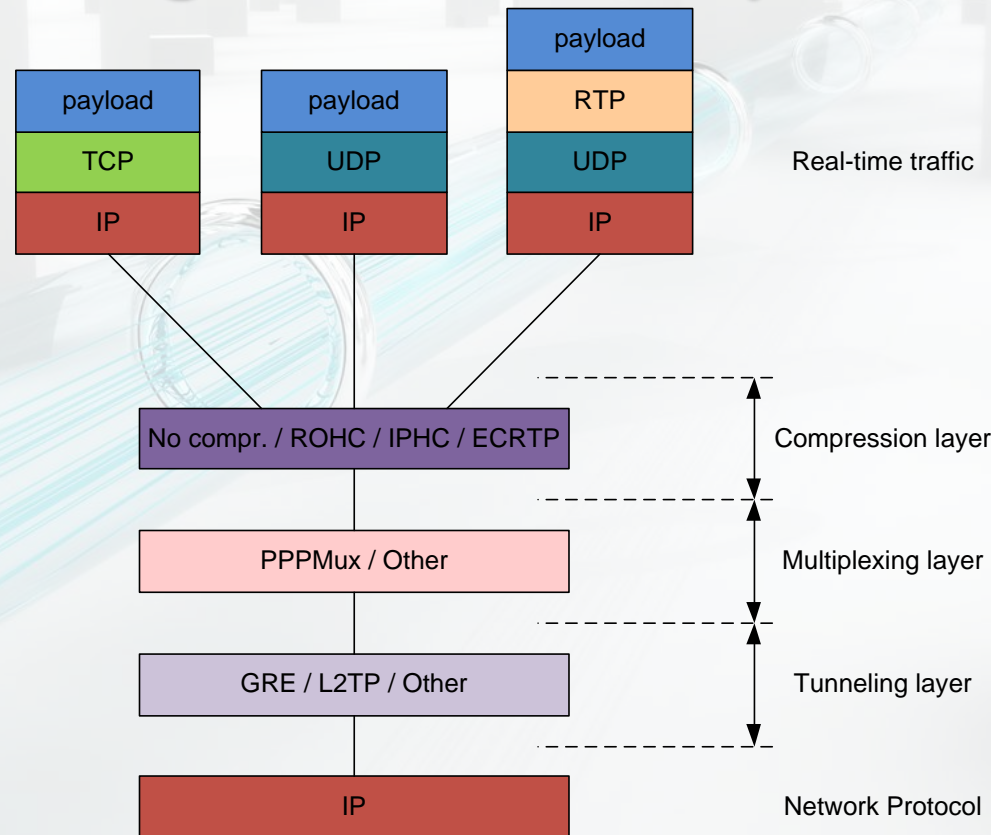 payload
payload
payload
RTP
TCP
UDP
UDP
Real-time traffic
IP
IP
IP
No compr. / ROHC / IPHC / ECRTP
Compression layer
PPPMux / Other
Multiplexing layer
GRE / L2TP / Other
Tunneling layer
IP
Network Protocol